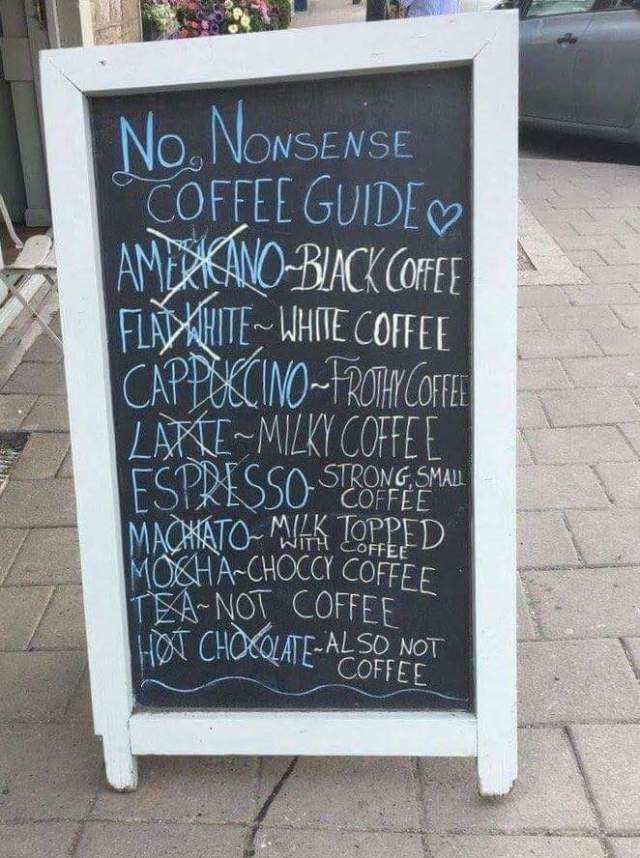 No Nonsense
COFFEE GUIDE
AMERICANO~BLACK COFFEE
FLAT WHITE~WHITE COFFEE
CAPPUCCINO~FROTHY COFFEE
LATTE~MILKY COFFEE
ESPRESSO~STRONG, SMALL
COFFEE
MACHIATO~MILK TOPPED
WITH COFFEE
MOCHA~CHOCCY COFFEE
TEA~NOT COFFEE
HOT CHOCOLATE~ALSO NOT
COFFEE